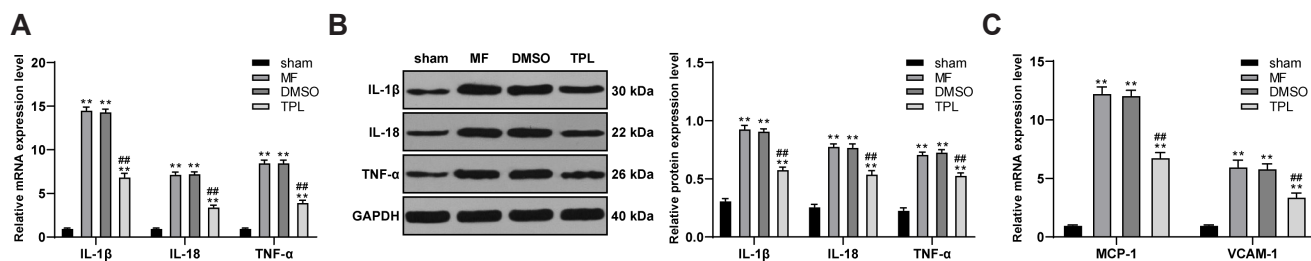 A
Relative mRNA expression level
20
15
10
5
0
sham
MF
DMSO
TPL
** **
##
**
** **
##
**
** **
##
**
IL-1β IL-18 TNF-α
B
sham MF DMSO TPL
IL-1β 30 kDa
IL-18 22 kDa
TNF-α 26 kDa
GAPDH 40 kDa
Relative protein expression level
1.5
1.0
0.5
0.0
sham
MF
DMSO
TPL
** **
##
**
** **
##
**
** **
##
**
IL-1β IL-18 TNF-α
C
Relative mRNA expression level
15
10
5
0
sham
MF
DMSO
TPL
** **
##
**
** **
##
**
MCP-1 VCAM-1